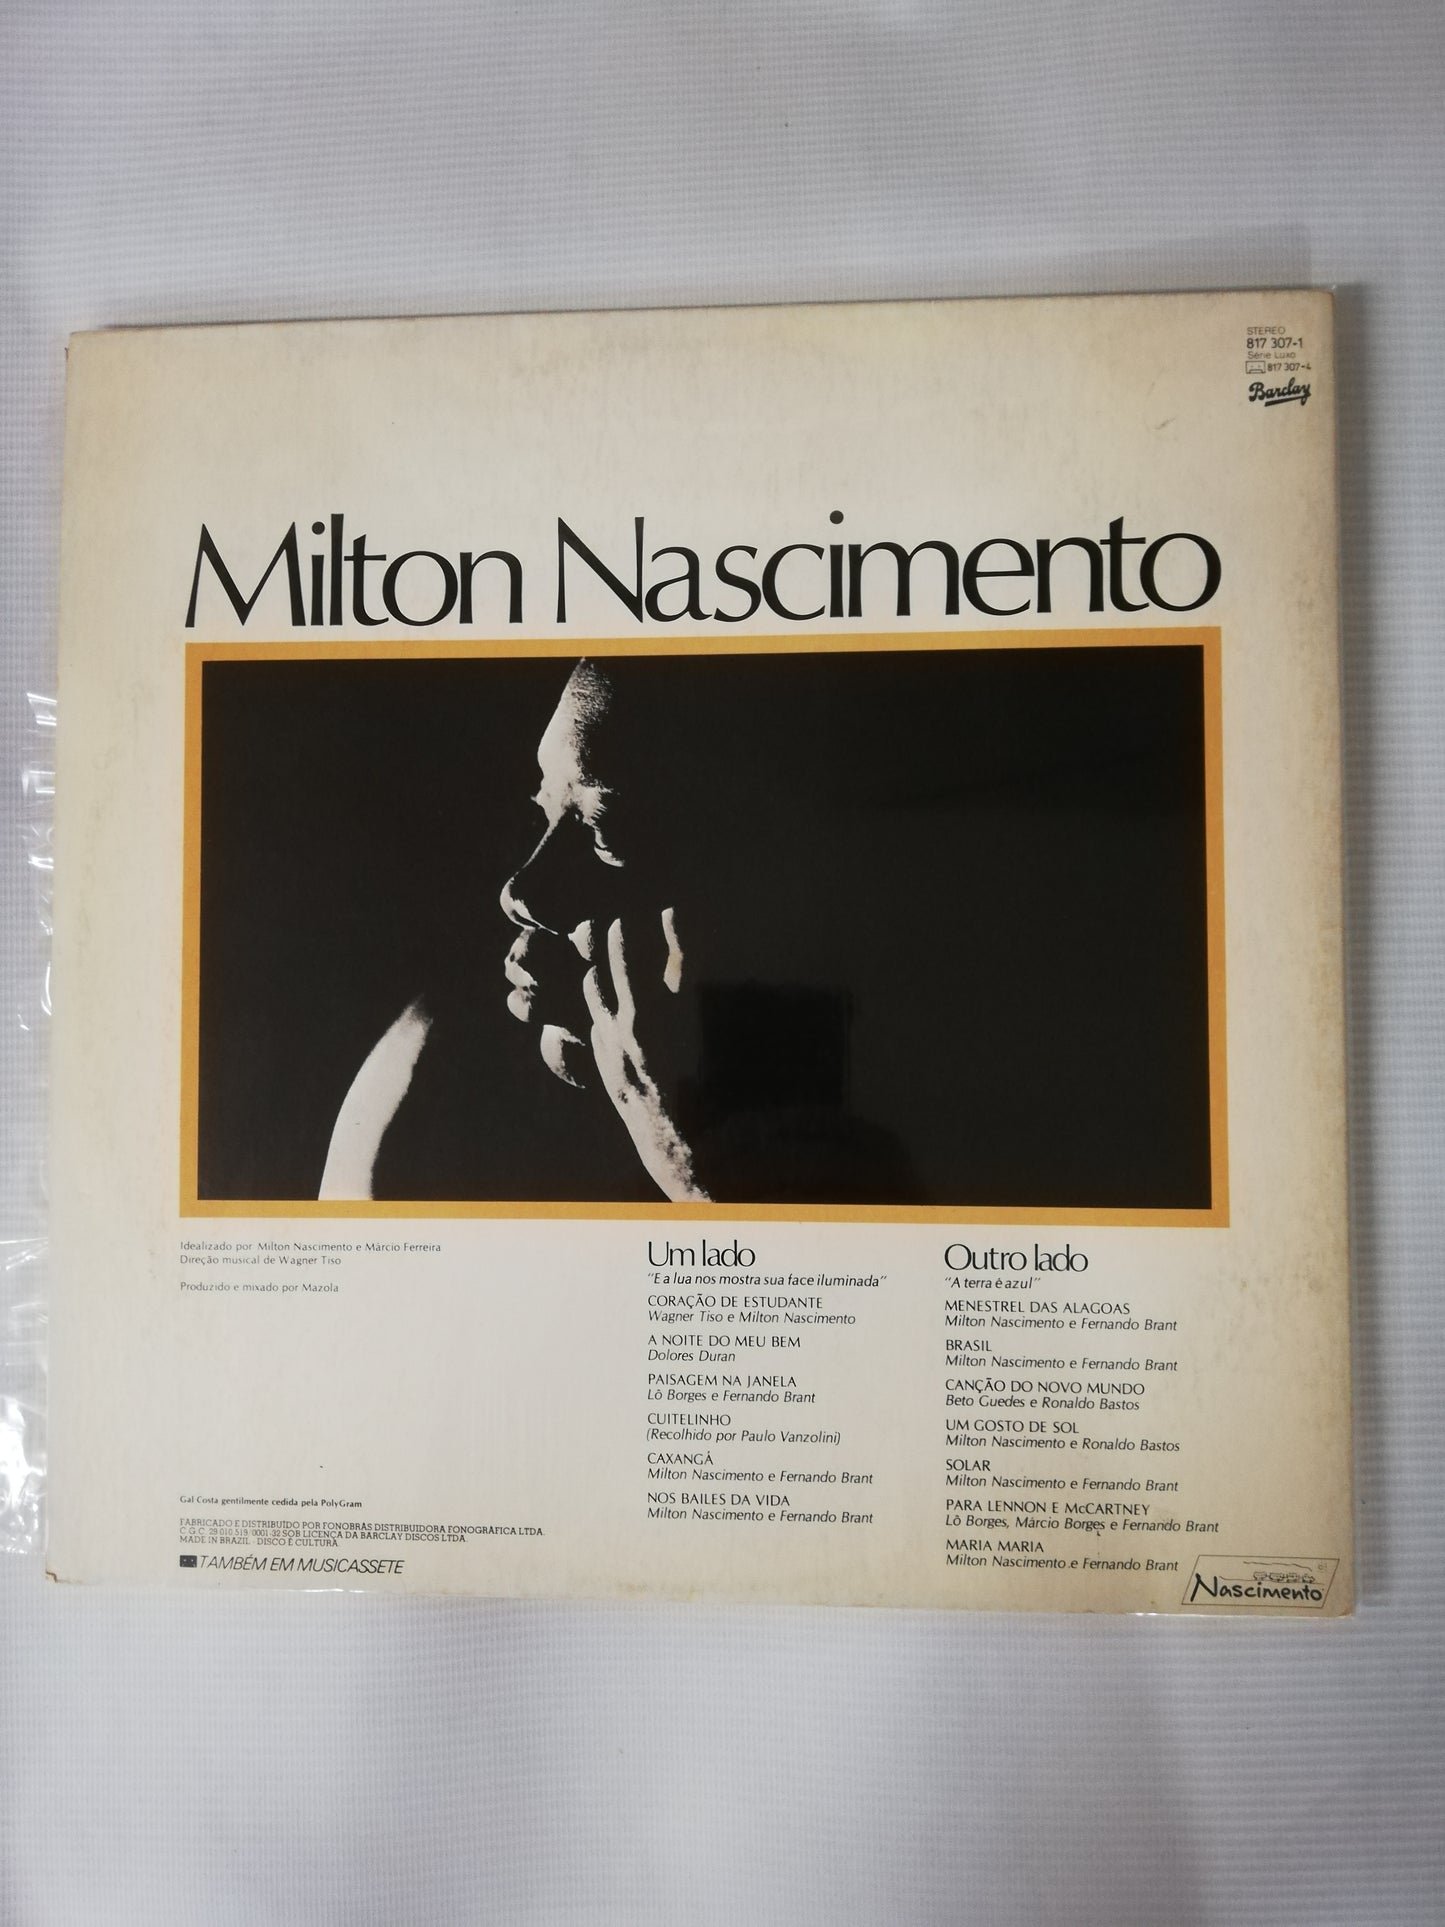 STEREO
817 307-1
Série Luxo
817 307-4
Barclay
Milton Nascimento
Idealizado por Milton Nascimento e Márcio Ferreira
Direção musical de Wagner Tiso
Produzido e mixado por Mazola
Gal Costa gentilmente cedida pela PolyGram
FABRICADO E DISTRIBUÍDO POR FONOBRÁS DISTRIBUIDORA FONOGRÁFICA LTDA.
C.G.C. 29.010.519/0001-32 SOB LICENÇA DA BARCLAY DISCOS LTDA.
MADE IN BRAZIL - DISCO É CULTURA.
TAMBÉM EM MUSICASSETE
Um lado
"E a lua nos mostra sua face iluminada"
CORAÇÃO DE ESTUDANTE
Wagner Tiso e Milton Nascimento
A NOITE DO MEU BEM
Dolores Duran
PAISAGEM NA JANELA
Lô Borges e Fernando Brant
CUITELINHO
(Recolhido por Paulo Vanzolini)
CAXANGÁ
Milton Nascimento e Fernando Brant
NOS BAILES DA VIDA
Milton Nascimento e Fernando Brant
Outro lado
"A terra é azul"
MENESTREL DAS ALAGOAS
Milton Nascimento e Fernando Brant
BRASIL
Milton Nascimento e Fernando Brant
CANÇÃO DO NOVO MUNDO
Beto Guedes e Ronaldo Bastos
UM GOSTO DE SOL
Milton Nascimento e Ronaldo Bastos
SOLAR
Milton Nascimento e Fernando Brant
PARA LENNON E McCARTNEY
Lô Borges, Márcio Borges e Fernando Brant
MARIA MARIA
Milton Nascimento e Fernando Brant
Nascimento